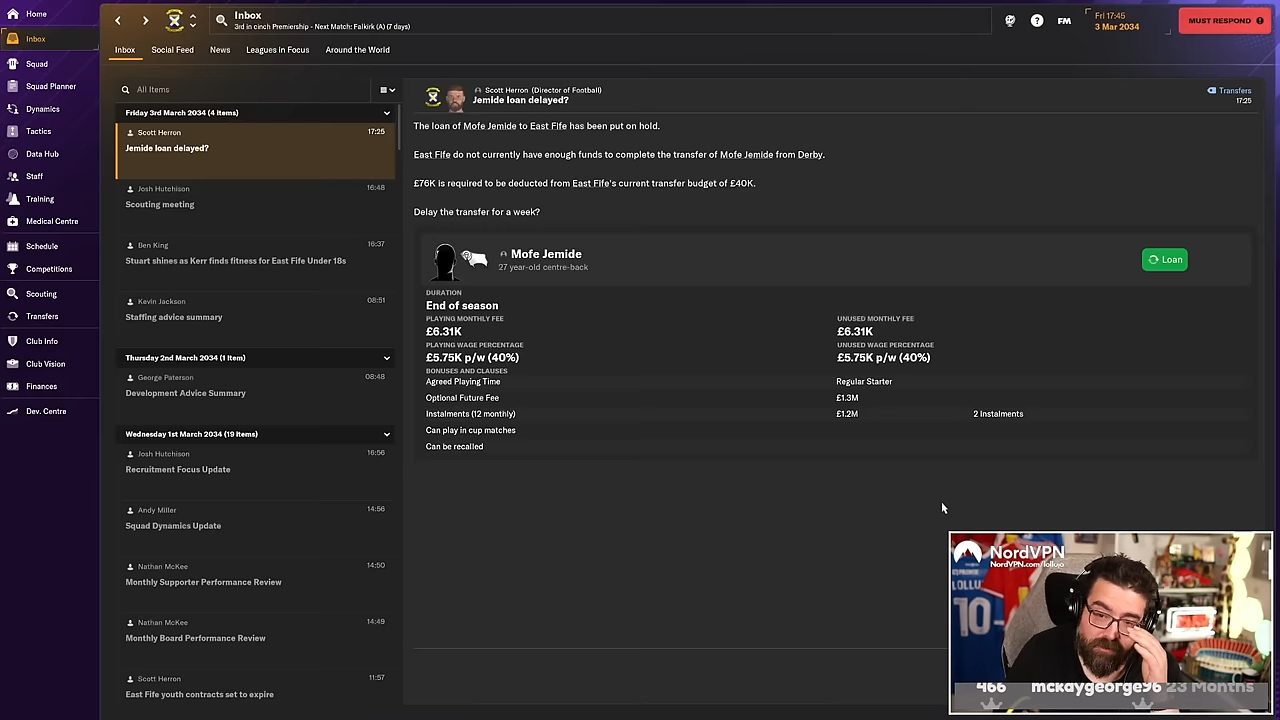 Home
Inbox
Squad
Squad Planner
Dynamics
Tactics
Data Hub
Staff
Training
Medical Centre
Schedule
Competitions
Scouting
Transfers
Club Info
Club Vision
Finances
Dev. Centre
Inbox
3rd in cinch Premiership - Next Match: Falkirk (A) (7 days)
FM
Fri 17:45
3 Mar 2034
MUST RESPOND
Inbox
Social Feed
News
Leagues In Focus
Around the World
All Items
Friday 3rd March 2034 (4 Items)
Scott Herron 17:25
Jemide loan delayed?
Josh Hutchison 16:48
Scouting meeting
Ben King 16:37
Stuart shines as Kerr finds fitness for East Fife Under 18s
Kevin Jackson 08:51
Staffing advice summary
Thursday 2nd March 2034 (1 Item)
George Paterson 08:48
Development Advice Summary
Wednesday 1st March 2034 (19 Items)
Josh Hutchison 16:56
Recruitment Focus Update
Andy Miller 14:56
Squad Dynamics Update
Nathan McKee 14:50
Monthly Supporter Performance Review
Nathan McKee 14:49
Monthly Board Performance Review
Scott Herron 11:57
East Fife youth contracts set to expire
Scott Herron (Director of Football)
Jemide loan delayed?
Transfers
17:25
The loan of Mofe Jemide to East Fife has been put on hold.
East Fife do not currently have enough funds to complete the transfer of Mofe Jemide from Derby.
£76K is required to be deducted from East Fife's current transfer budget of £40K.
Delay the transfer for a week?
Mofe Jemide
27 year-old centre-back
Loan
DURATION
End of season
PLAYING MONTHLY FEE UNUSED MONTHLY FEE
£6.31K £6.31K
PLAYING WAGE PERCENTAGE UNUSED WAGE PERCENTAGE
£5.75K p/w (40%) £5.75K p/w (40%)
BONUSES AND CLAUSES
Agreed Playing Time Regular Starter
Optional Future Fee £1.3M
Instalments (12 monthly) £1.2M 2 Instalments
Can play in cup matches
Can be recalled
NordVPN
NordVPN.com/lollujo
LOLLU
10
466 mckaygeorge96 23 Months